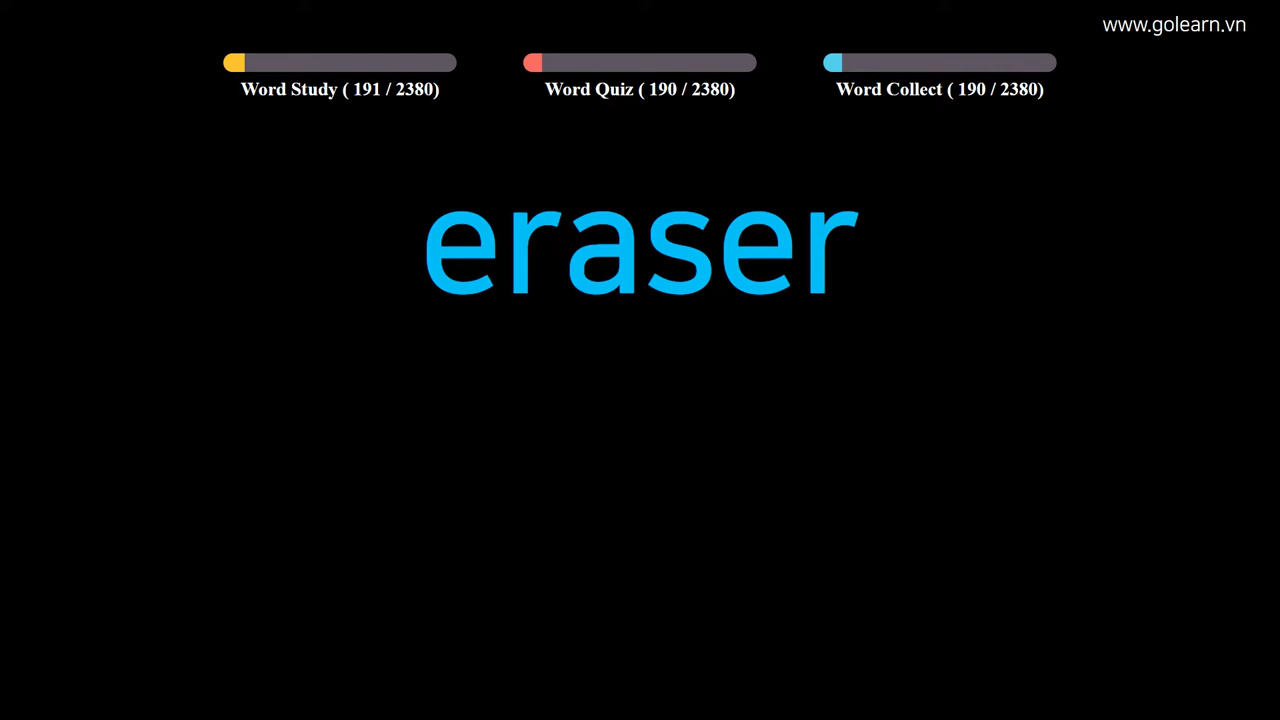 www.golearn.vn
Word Study ( 191 / 2380)
Word Quiz ( 190 / 2380)
Word Collect ( 190 / 2380)
eraser